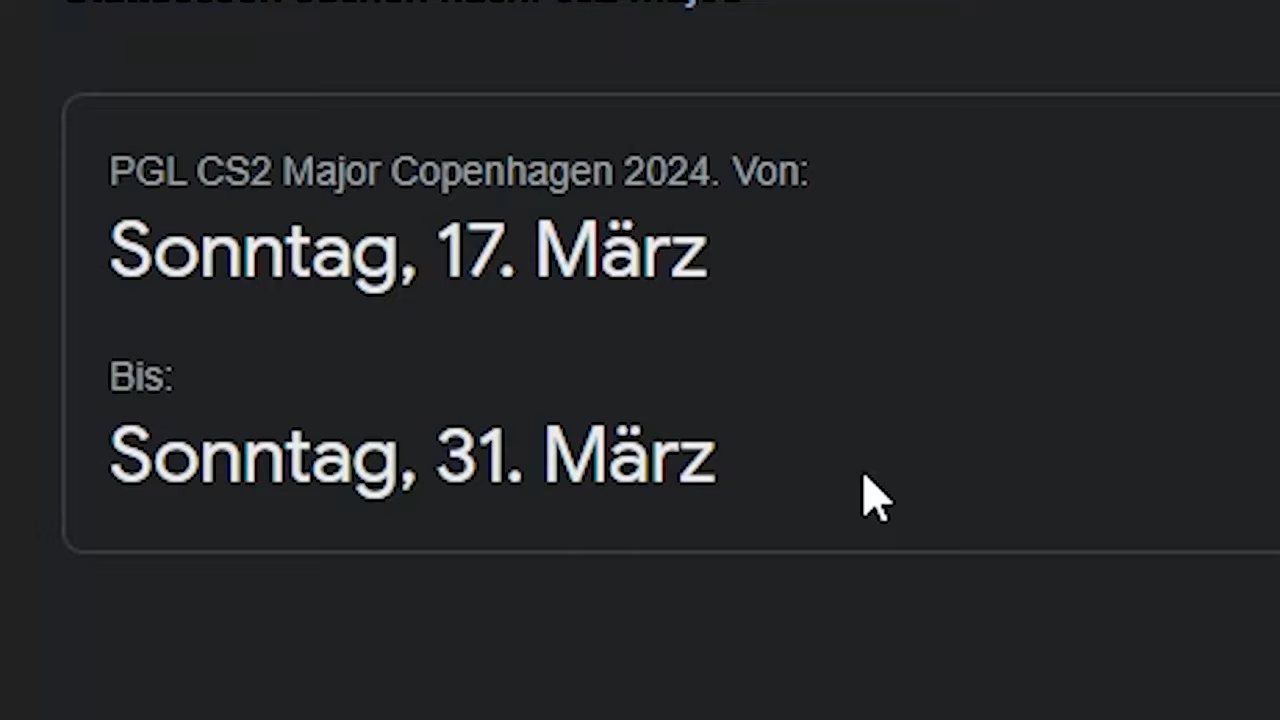 PGL CS2 Major Copenhagen 2024. Von:
Sonntag, 17. März
Bis:
Sonntag, 31. März